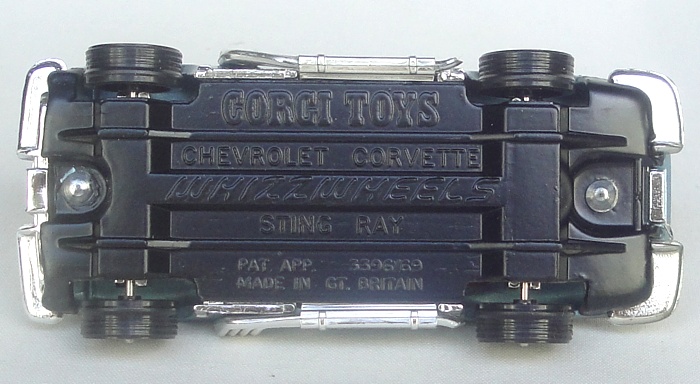 CORGI TOYS
CHEVROLET CORVETTE
WHIZZWHEELS
STING RAY
PAT. APP. 3396/69
MADE IN GT. BRITAIN